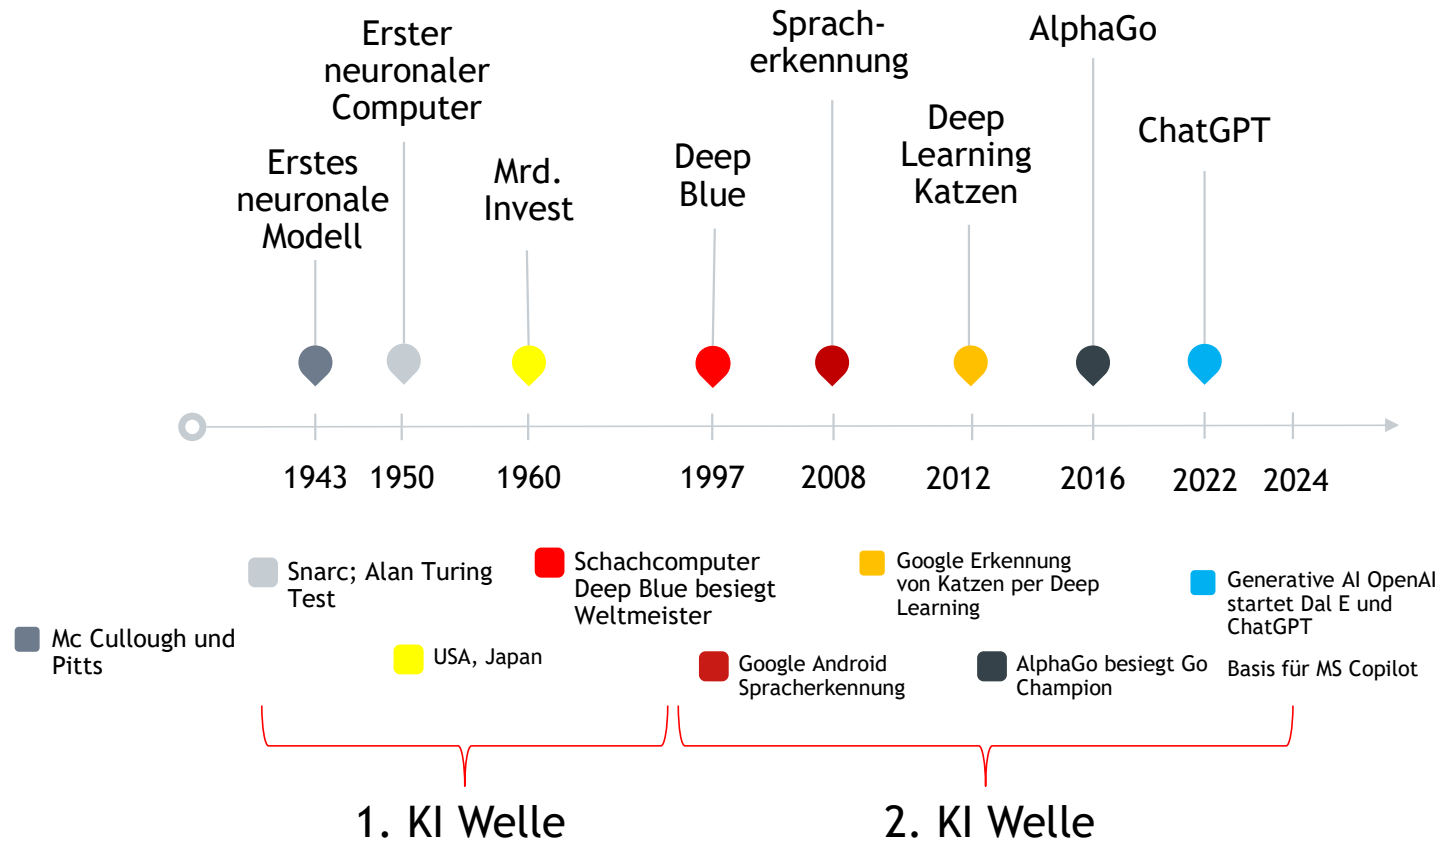 Erster
neuronaler
Computer
Sprach-
erkennung
AlphaGo
Erstes
neuronale
Modell
Mrd.
Invest
Deep
Blue
Deep
Learning
Katzen
ChatGPT
1943
1950
1960
1997
2008
2012
2016
2022
2024
Mc Cullough und
Pitts
Snarc; Alan Turing
Test
USA, Japan
Schachcomputer
Deep Blue besiegt
Weltmeister
Google Android
Spracherkennung
Google Erkennung
von Katzen per Deep
Learning
AlphaGo besiegt Go
Champion
Generative AI OpenAI
startet Dal E und
ChatGPT
Basis für MS Copilot
1. KI Welle
2. KI Welle